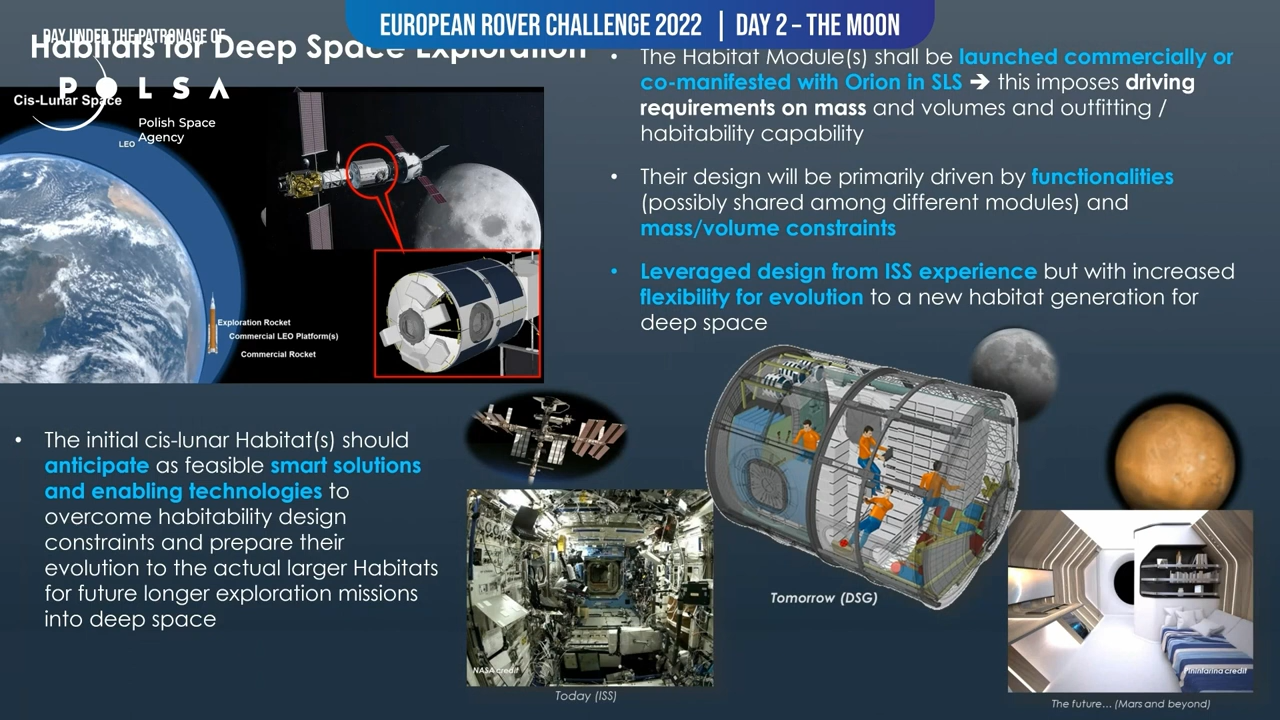 EUROPEAN ROVER CHALLENGE 2022 | DAY 2 – THE MOON
DAY UNDER THE PATRONAGE OF
Habitats for Deep Space Exploration
POLSA
Polish Space
Agency
Cis-Lunar Space
LEO
Exploration Rocket
Commercial LEO Platform(s)
Commercial Rocket
• The Habitat Module(s) shall be launched commercially or
co-manifested with Orion in SLS ➔ this imposes driving
requirements on mass and volumes and outfitting /
habitability capability
• Their design will be primarily driven by functionalities
(possibly shared among different modules) and
mass/volume constraints
• Leveraged design from ISS experience but with increased
flexibility for evolution to a new habitat generation for
deep space
• The initial cis-lunar Habitat(s) should
anticipate as feasible smart solutions
and enabling technologies to
overcome habitability design
constraints and prepare their
evolution to the actual larger Habitats
for future longer exploration missions
into deep space
NASA credit
Today (ISS)
Tomorrow (DSG)
Pininfarina credit
The future... (Mars and beyond)